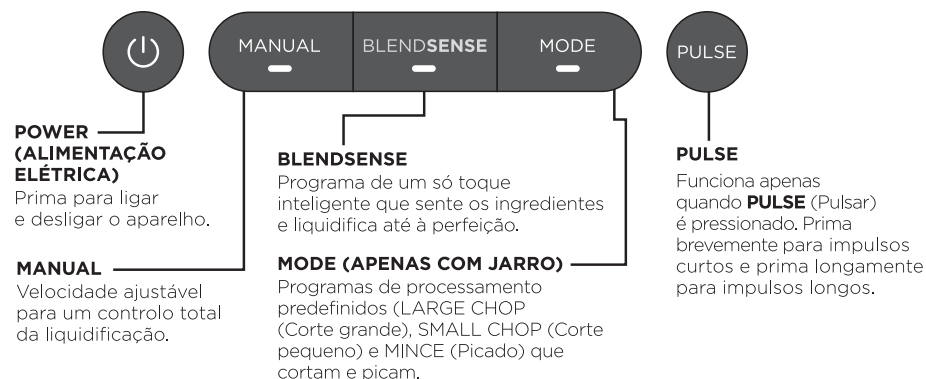 MANUAL
BLENDSENSE
MODE
PULSE
POWER
(ALIMENTAÇÃO
ELÉTRICA)
Prima para ligar
e desligar o aparelho.
MANUAL
Velocidade ajustável
para um controlo total
da liquidificação.
BLENDSENSE
Programa de um só toque
inteligente que sente os ingredientes
e liquidifica até à perfeição.
MODE (APENAS COM JARRO)
Programas de processamento
predefinidos (LARGE CHOP
(Corte grande), SMALL CHOP (Corte
pequeno) e MINCE (Picado) que
cortam e picam.
PULSE
Funciona apenas
quando PULSE (Pulsar)
é pressionado. Prima
brevemente para impulsos
curtos e prima longamente
para impulsos longos.